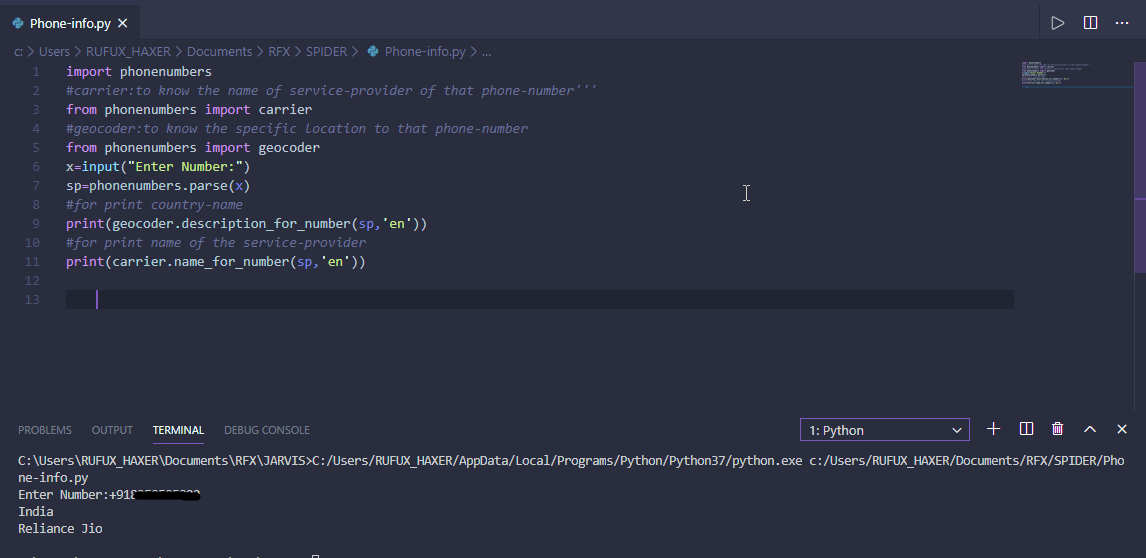 Phone-info.py
c: > Users > RUFUX_HAXER > Documents > RFX > SPIDER > Phone-info.py > ...
1 import phonenumbers
2 #carrier:to know the name of service-provider of that phone-number'''
3 from phonenumbers import carrier
4 #geocoder:to know the specific location to that phone-number
5 from phonenumbers import geocoder
6 x=input("Enter Number:")
7 sp=phonenumbers.parse(x)
8 #for print country-name
9 print(geocoder.description_for_number(sp,'en'))
10 #for print name of the service-provider
11 print(carrier.name_for_number(sp,'en'))
12
13
PROBLEMS OUTPUT TERMINAL DEBUG CONSOLE 1: Python
C:\Users\RUFUX_HAXER\Documents\RFX\JARVIS>C:/Users/RUFUX_HAXER/AppData/Local/Programs/Python/Python37/python.exe c:/Users/RUFUX_HAXER/Documents/RFX/SPIDER/Pho
ne-info.py
Enter Number:+918
India
Reliance Jio